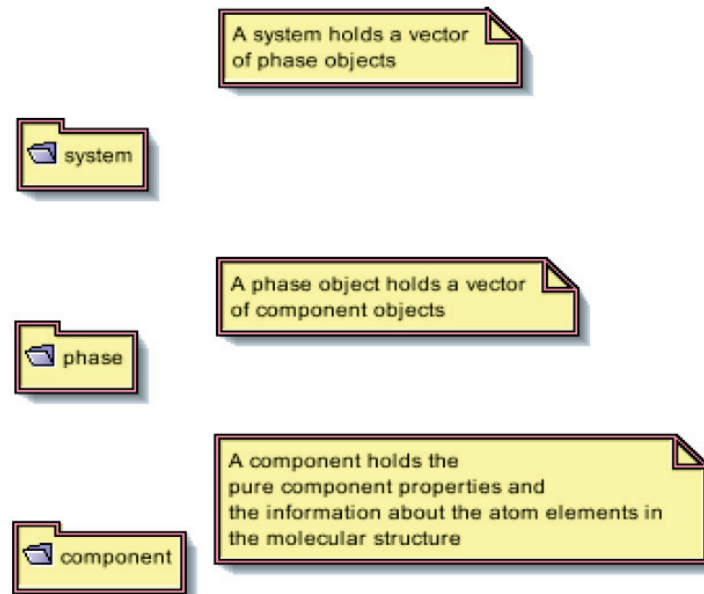 A system holds a vector
of phase objects
system
A phase object holds a vector
of component objects
phase
A component holds the
pure component properties and
the information about the atom elements in
the molecular structure
component